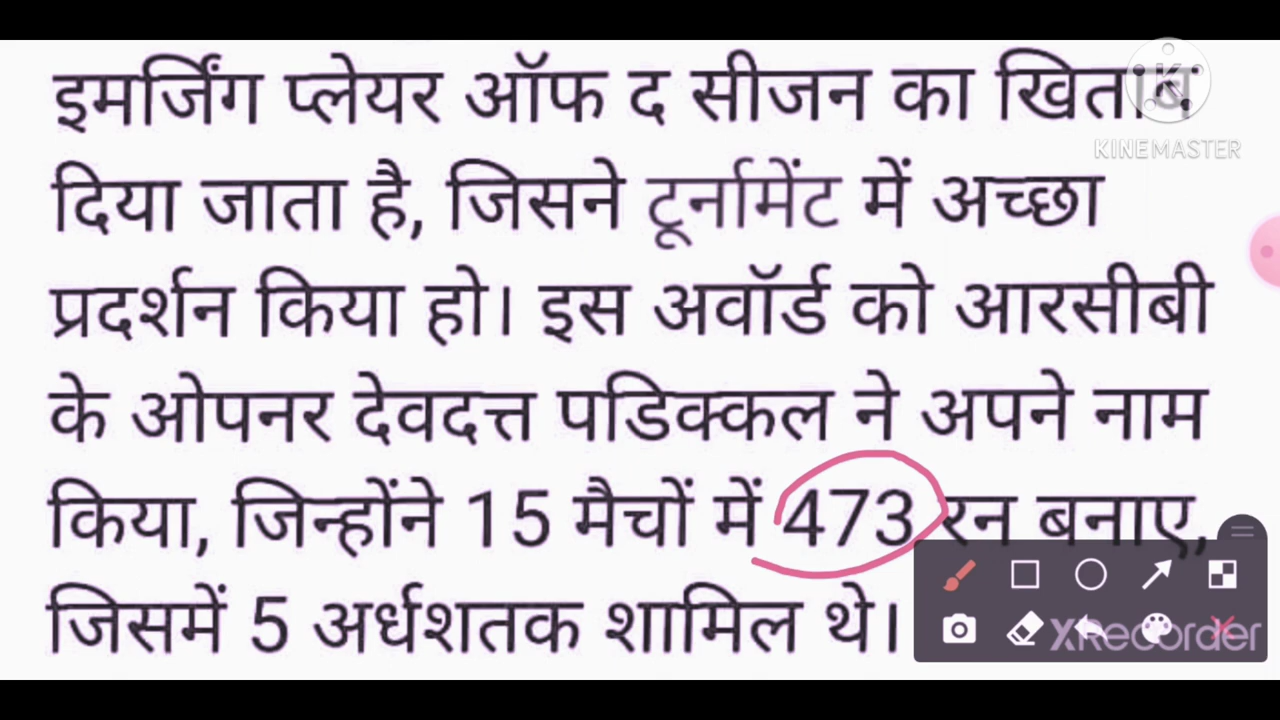 इमर्जिंग प्लेयर ऑफ द सीजन का खिताब
KINEMASTER
दिया जाता है, जिसने टूर्नामेंट में अच्छा
प्रदर्शन किया हो। इस अवॉर्ड को आरसीबी
के ओपनर देवदत्त पडिक्कल ने अपने नाम
किया, जिन्होंने 15 मैचों में 473 रन बनाए,
जिसमें 5 अर्धशतक शामिल थे।
XRecorder